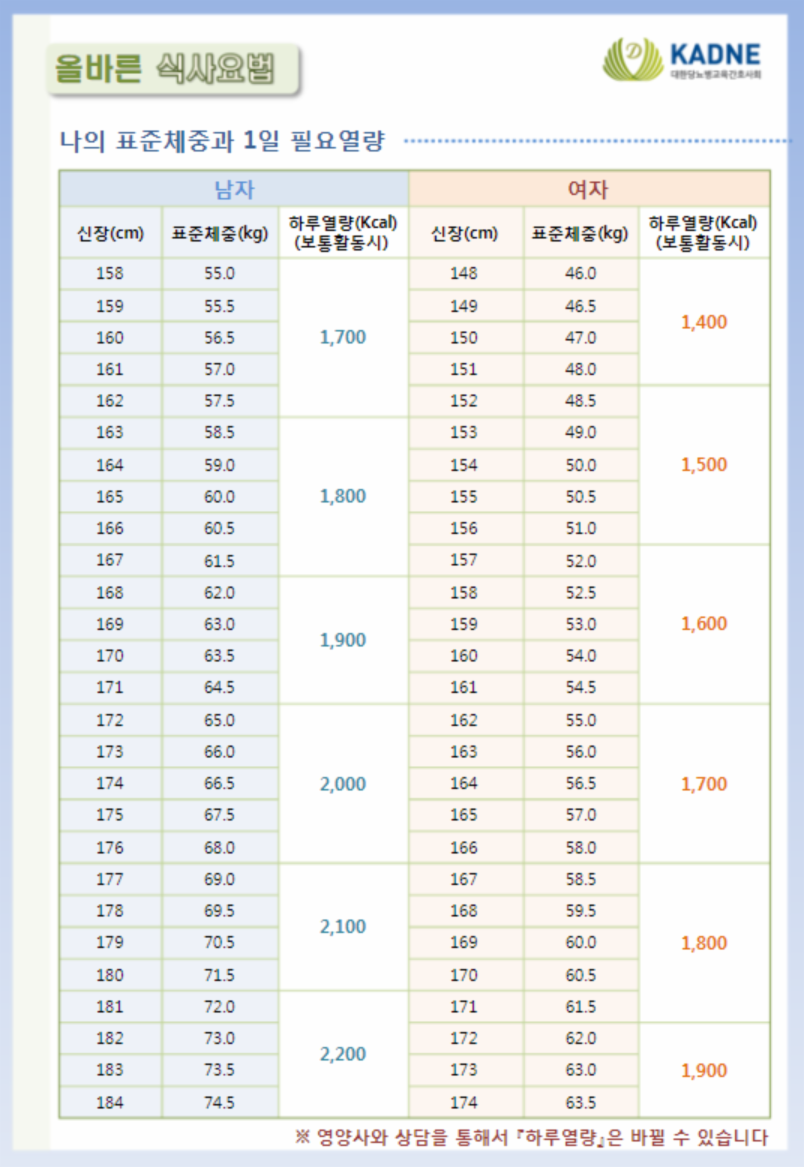 올바른 식사요법
KADNE
대한당뇨병교육간호사회
나의 표준체중과 1일 필요열량
남자 여자
신장(cm) 표준체중(kg) 하루열량(Kcal) (보통활동시) 신장(cm) 표준체중(kg) 하루열량(Kcal) (보통활동시)
158 55.0 1,700 148 46.0 1,400
159 55.5 149 46.5
160 56.5 150 47.0
161 57.0 151 48.0
162 57.5 152 48.5 1,500
163 58.5 1,800 153 49.0
164 59.0 154 50.0
165 60.0 155 50.5
166 60.5 156 51.0
167 61.5 157 52.0 1,600
168 62.0 1,900 158 52.5
169 63.0 159 53.0
170 63.5 160 54.0
171 64.5 161 54.5
172 65.0 2,000 162 55.0 1,700
173 66.0 163 56.0
174 66.5 164 56.5
175 67.5 165 57.0
176 68.0 166 58.0
177 69.0 2,100 167 58.5 1,800
178 69.5 168 59.5
179 70.5 169 60.0
180 71.5 170 60.5
181 72.0 2,200 171 61.5
182 73.0 172 62.0 1,900
183 73.5 173 63.0
184 74.5 174 63.5
※ 영양사와 상담을 통해서 『하루열량』은 바뀔 수 있습니다